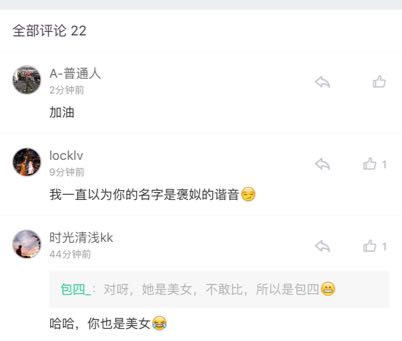 全部评论 22
A-普通人
2分钟前
加油
locklv
9分钟前
1
我一直以为你的名字是褒姒的谐音😏
时光清浅kk
44分钟前
1
包四_：对呀，她是美女，不敢比，所以是包四😬
哈哈，你也是美女😂